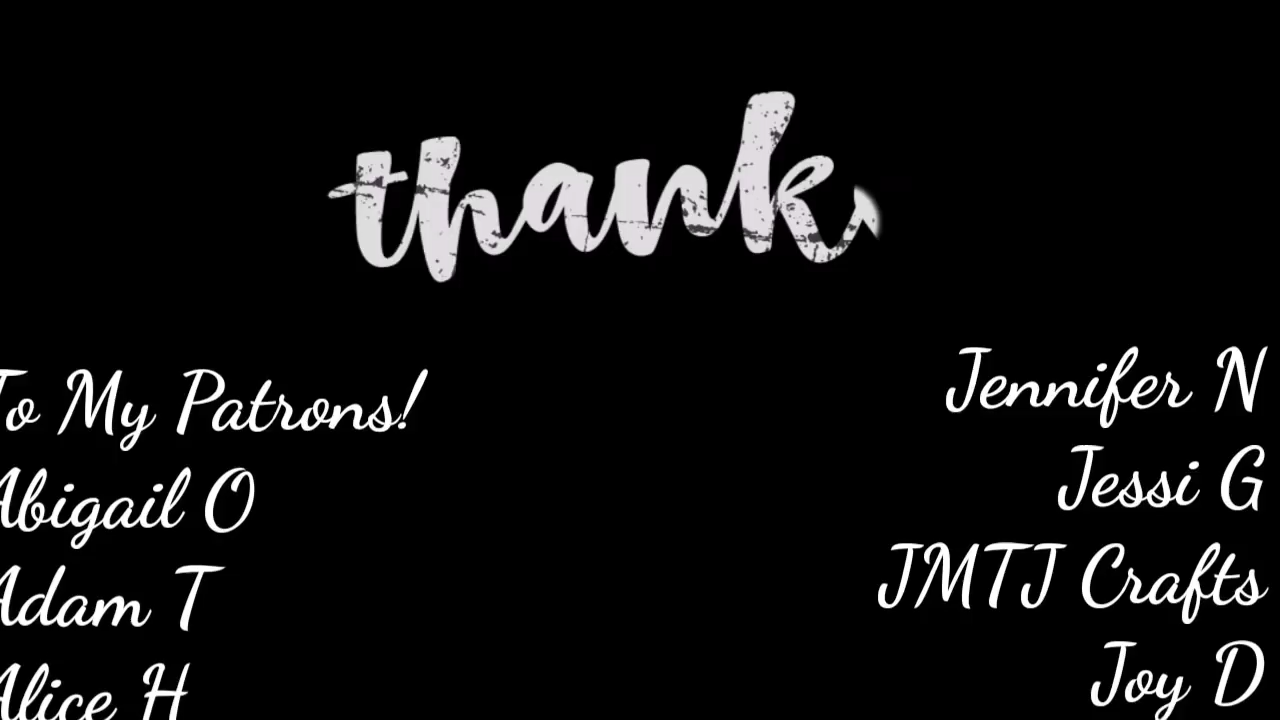 thank
To My Patrons!
Abigail O
Adam T
Alice H
Jennifer N
Jessi G
JMTJ Crafts
Joy D